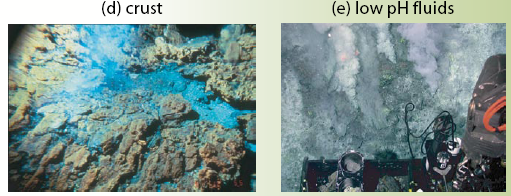 (d) crust
(e) low pH fluids